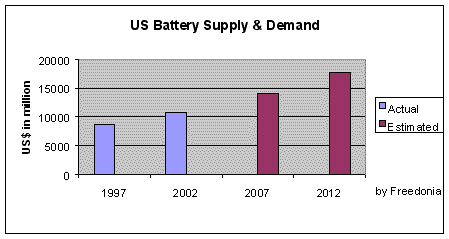 US Battery Supply & Demand
US$ in million
20000
15000
10000
5000
0
1997 2002 2007 2012
Actual
Estimated
by Freedonia